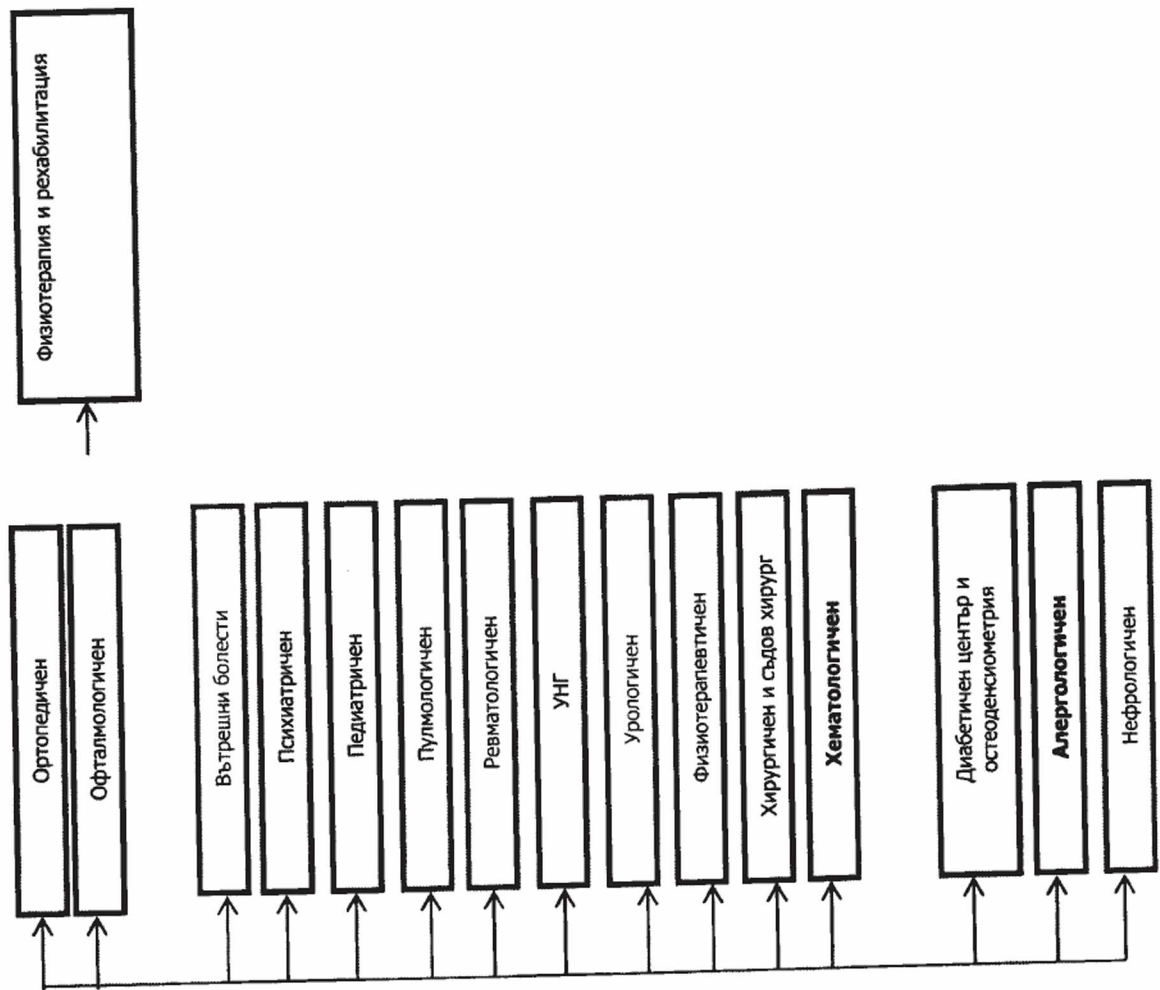 Физиотерапия и рехабилитация
Ортопедичен
Офталмологичен
Вътрешни болести
Психиатричен
Педиатричен
Пулмологичен
Ревматологичен
УНГ
Урологичен
Физиотерапевтичен
Хирургичен и съдов хирург
Хематологичен
Диабетичен център и
остеоденсиометрия
Алергологичен
Нефрологичен